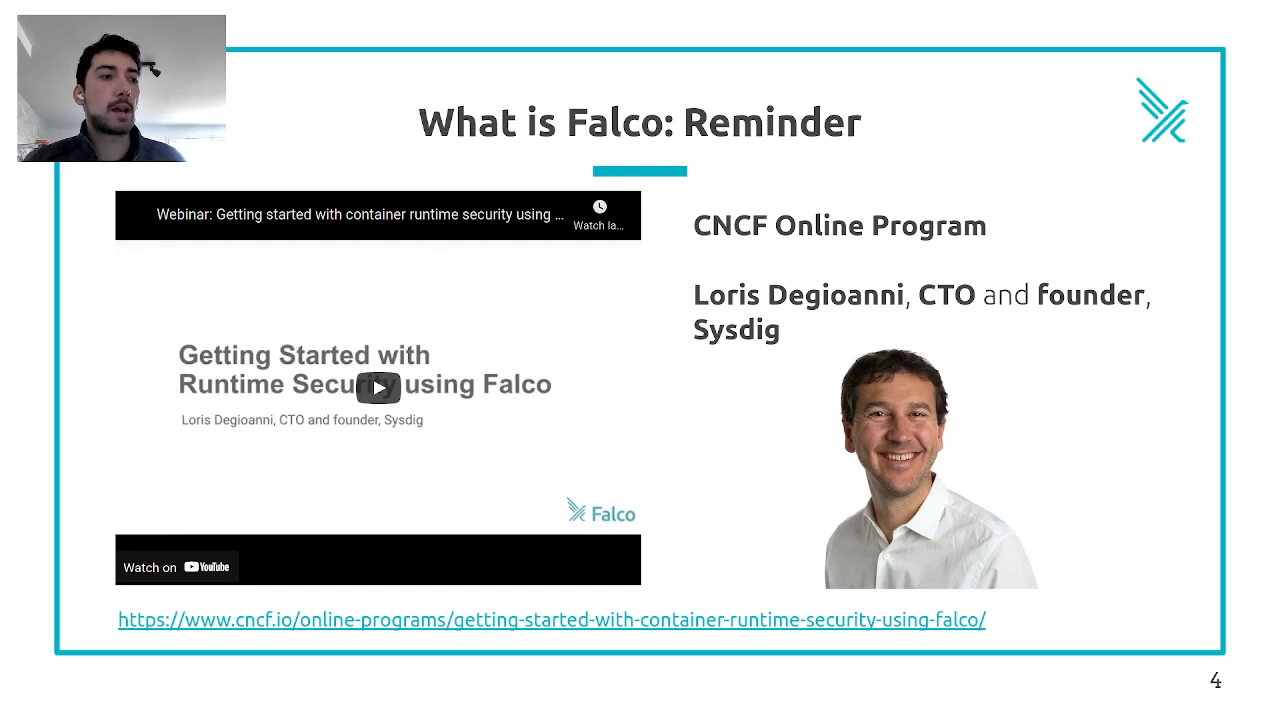 What is Falco: Reminder
Webinar: Getting started with container runtime security using ...
Watch la...
Getting Started with
Runtime Security using Falco
Loris Degioanni, CTO and founder, Sysdig
Falco
Watch on YouTube
CNCF Online Program
Loris Degioanni, CTO and founder,
Sysdig
https://www.cncf.io/online-programs/getting-started-with-container-runtime-security-using-falco/
4